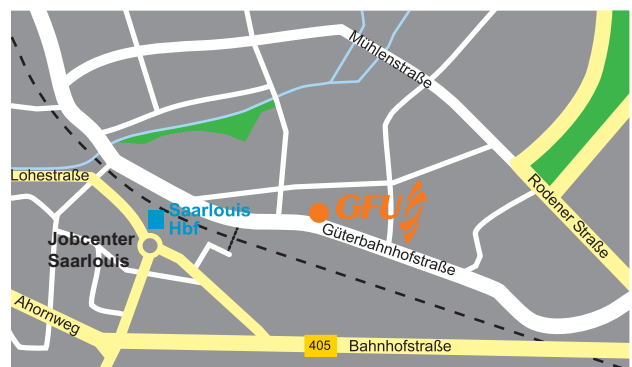 Mühlenstraße
Lohestraße
Saarlouis
Hbf
GFU
Rodener Straße
Jobcenter
Saarlouis
Güterbahnhofstraße
Ahornweg
405
Bahnhofstraße